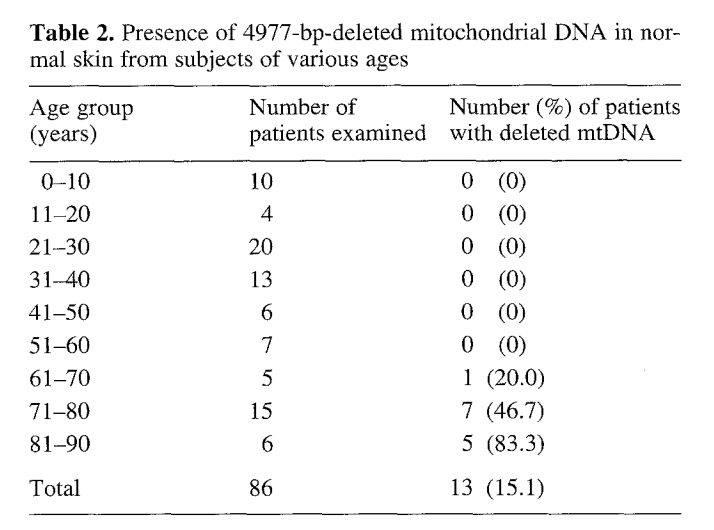 Table 2. Presence of 4977-bp-deleted mitochondrial DNA in nor-
mal skin from subjects of various ages
Age group Number of Number (%) of patients
(years) patients examined with deleted mtDNA
0–10 10 0 (0)
11–20 4 0 (0)
21–30 20 0 (0)
31–40 13 0 (0)
41–50 6 0 (0)
51–60 7 0 (0)
61–70 5 1 (20.0)
71–80 15 7 (46.7)
81–90 6 5 (83.3)
Total 86 13 (15.1)